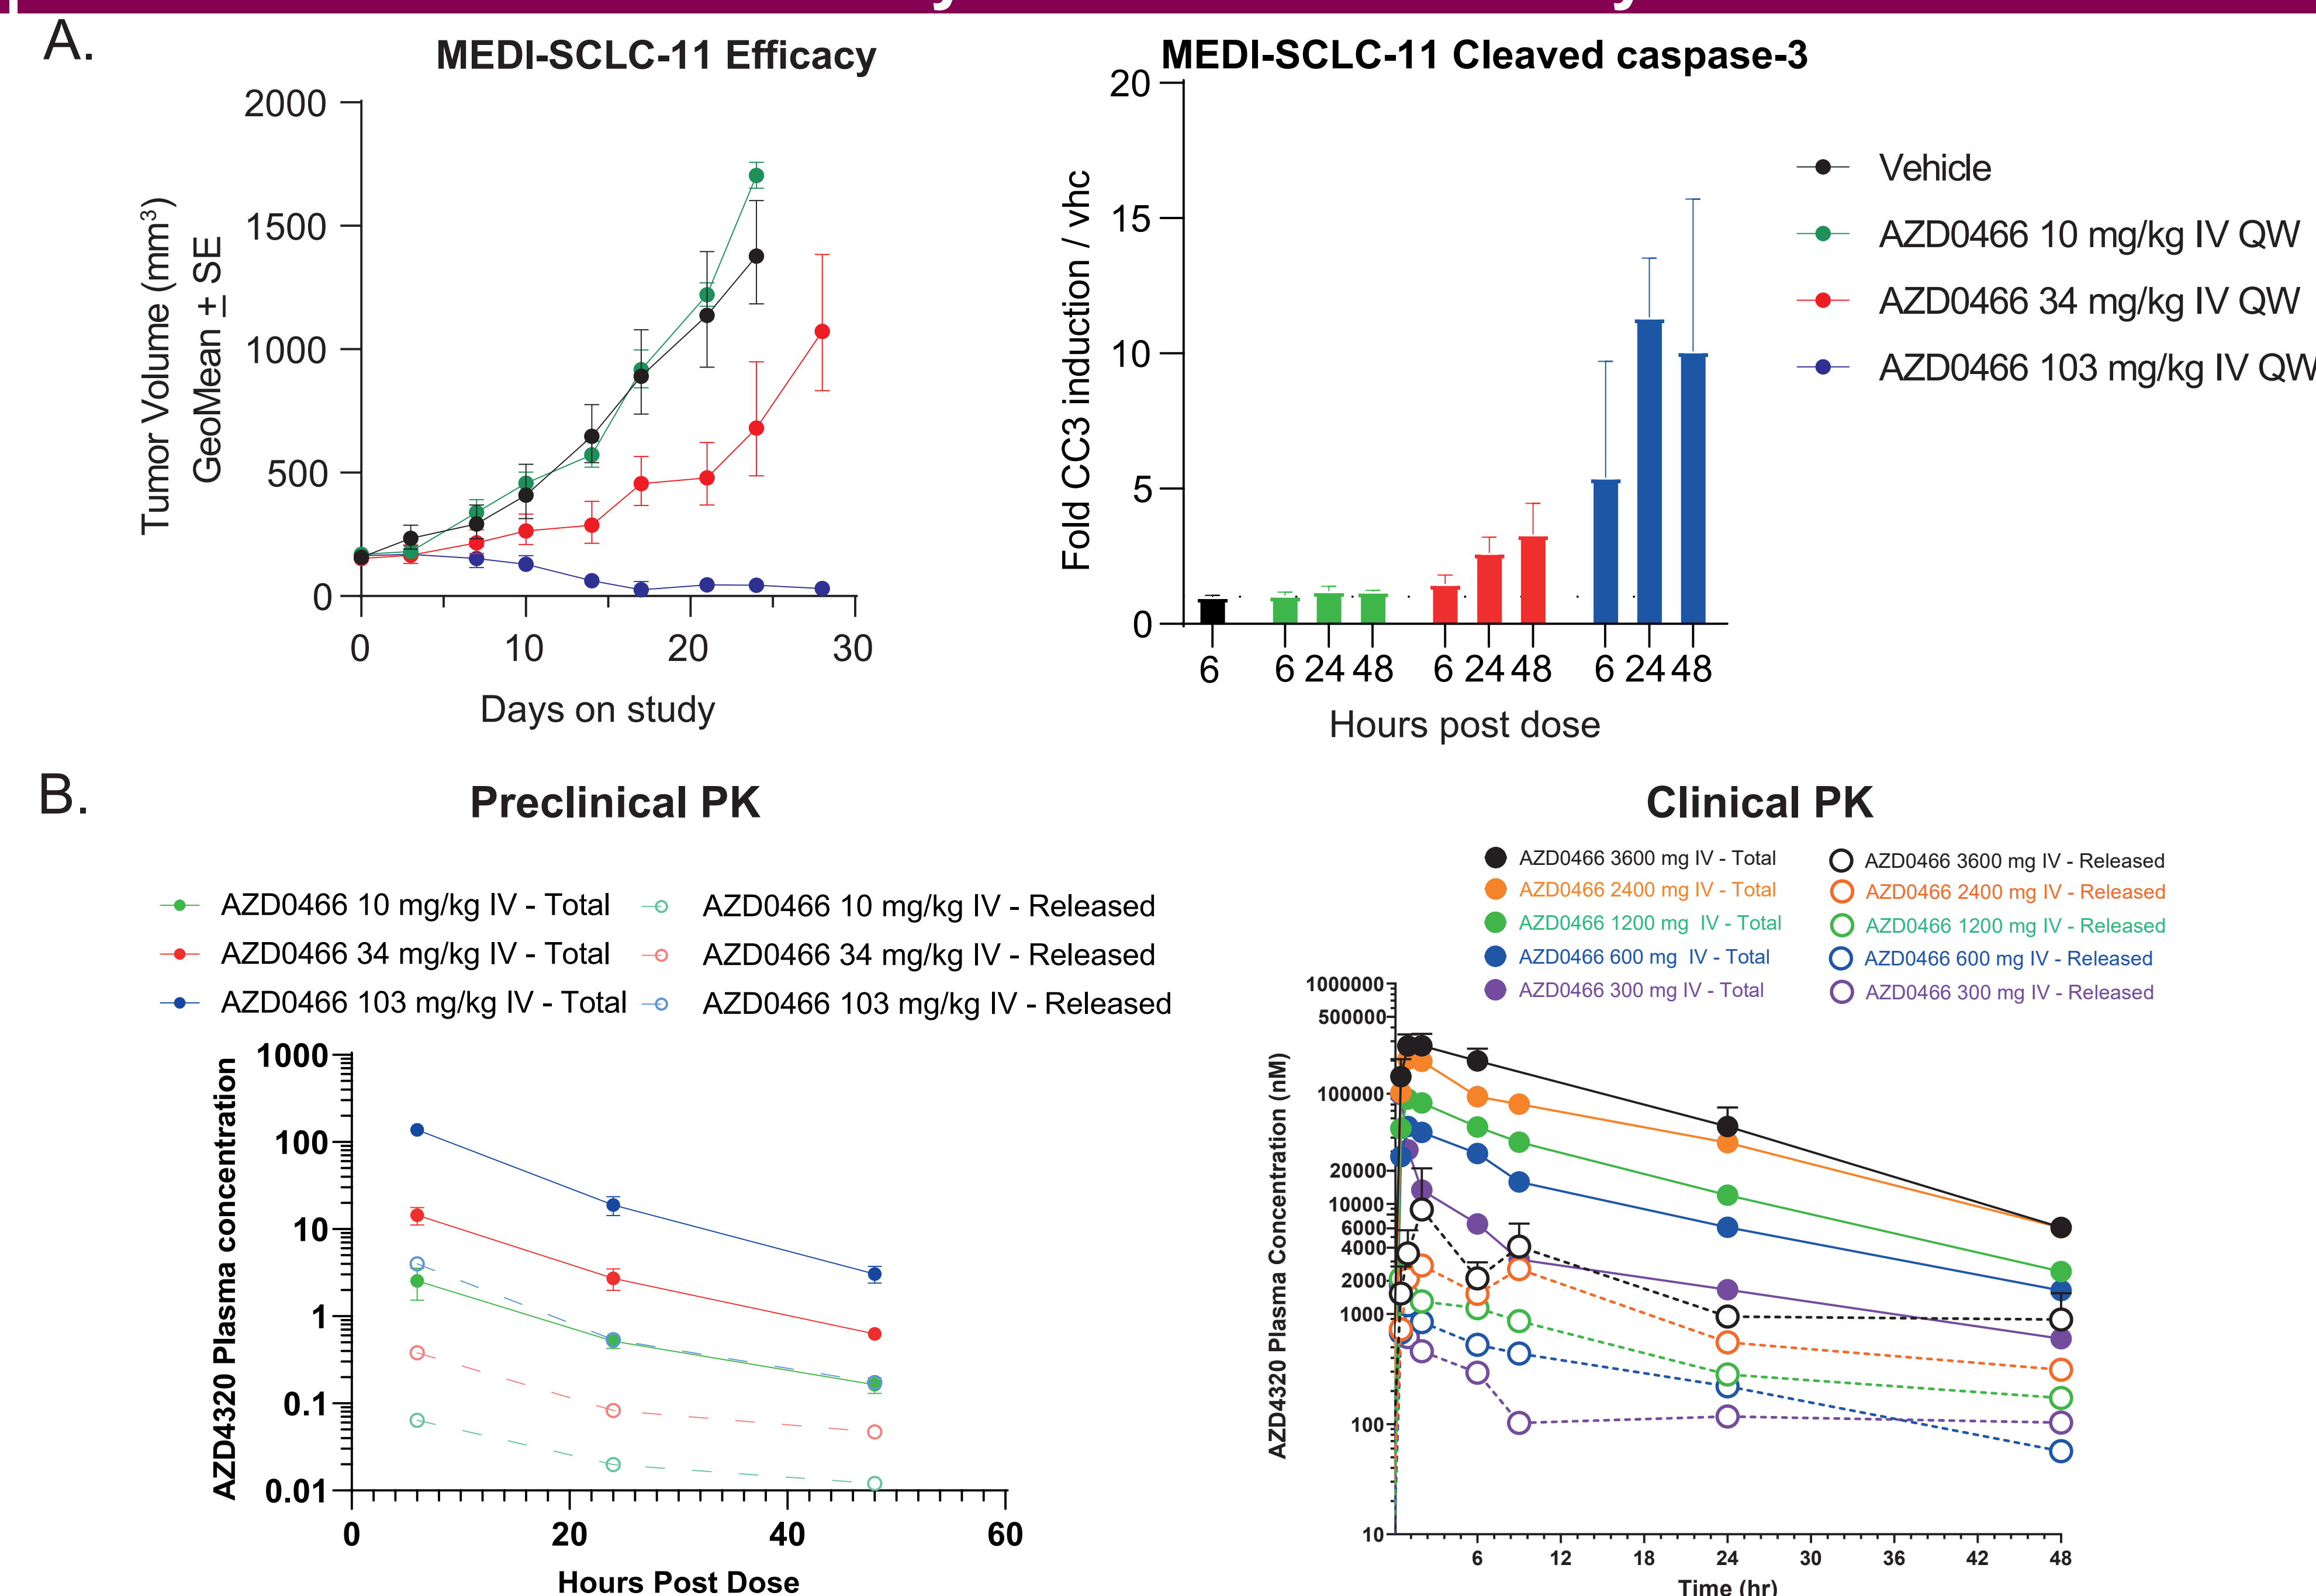 A.
MEDI-SCLC-11 Efficacy
Tumor Volume (mm³)
GeoMean ± SE
2000
1500
1000
500
0
0 10 20 30
Days on study
MEDI-SCLC-11 Cleaved caspase-3
Fold CC3 induction / vhc
20
15
10
5
0
6 6 24 48 6 24 48 6 24 48
Hours post dose
Vehicle
AZD0466 10 mg/kg IV QW
AZD0466 34 mg/kg IV QW
AZD0466 103 mg/kg IV QW
B.
Preclinical PK
AZD0466 10 mg/kg IV - Total
AZD0466 34 mg/kg IV - Total
AZD0466 103 mg/kg IV - Total
AZD0466 10 mg/kg IV - Released
AZD0466 34 mg/kg IV - Released
AZD0466 103 mg/kg IV - Released
AZD4320 Plasma concentration
1000
100
10
1
0.1
0.01
0 20 40 60
Hours Post Dose
Clinical PK
AZD0466 3600 mg IV - Total
AZD0466 2400 mg IV - Total
AZD0466 1200 mg IV - Total
AZD0466 600 mg IV - Total
AZD0466 300 mg IV - Total
AZD0466 3600 mg IV - Released
AZD0466 2400 mg IV - Released
AZD0466 1200 mg IV - Released
AZD0466 600 mg IV - Released
AZD0466 300 mg IV - Released
AZD4320 Plasma Concentration (nM)
1000000
500000
100000
20000
10000
6000
4000
2000
1000
100
10
6 12 18 24 30 36 42 48
Time (hr)